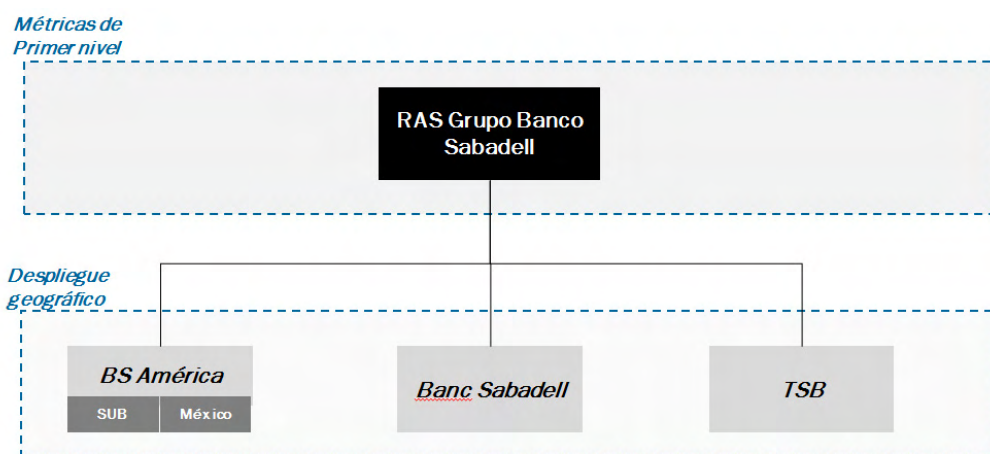 Métricas de
Primer nivel
RAS Grupo Banco
Sabadell
Despliegue
geográfico
BS América
SUB
México
Banc Sabadell
TSB